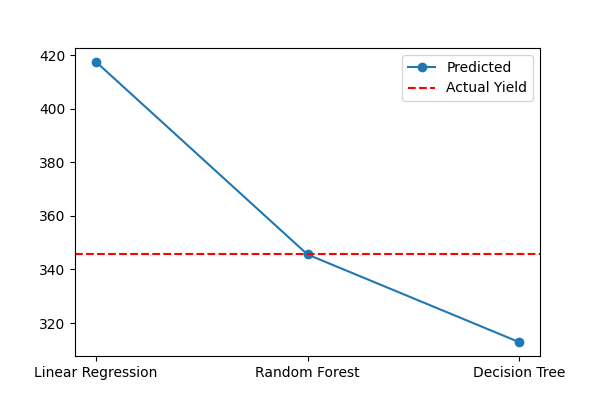 420
400
380
360
340
320
Predicted
Actual Yield
Linear Regression
Random Forest
Decision Tree